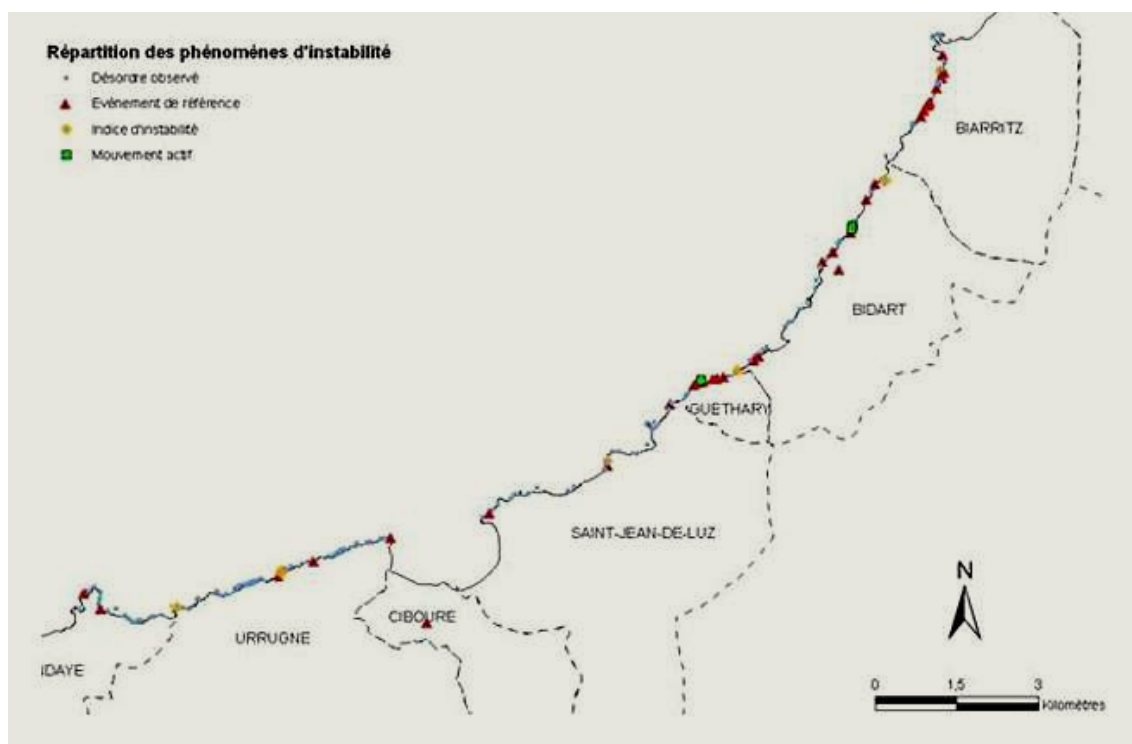 Répartition des phénomènes d'instabilité
Désordre observé
Evénement de référence
Indice d'instabilité
Mouvement actif
BIARRITZ
BIDART
GUETHARY
SAINT-JEAN-DE-LUZ
CIBOURE
URRUGNE
IDAYE
N
0 1,5 3
Kilomètres